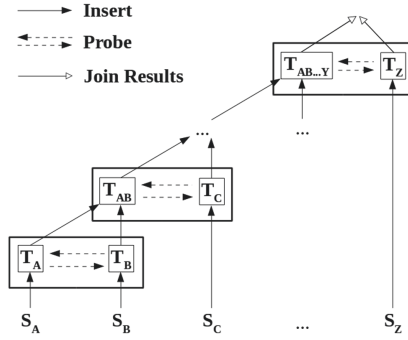 Insert
Probe
Join Results
T_AB...Y T_Z
... ...
T_AB T_C
T_A T_B
S_A S_B S_C ... S_Z